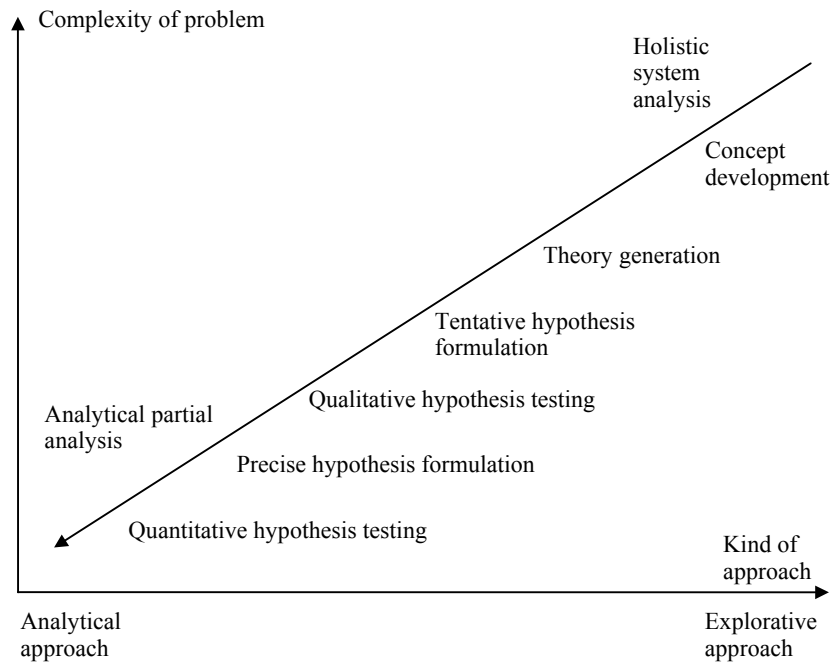 Complexity of problem
Holistic
system
analysis
Concept
development
Theory generation
Tentative hypothesis
formulation
Qualitative hypothesis testing
Analytical partial
analysis
Precise hypothesis formulation
Quantitative hypothesis testing
Kind of
approach
Analytical
approach
Explorative
approach